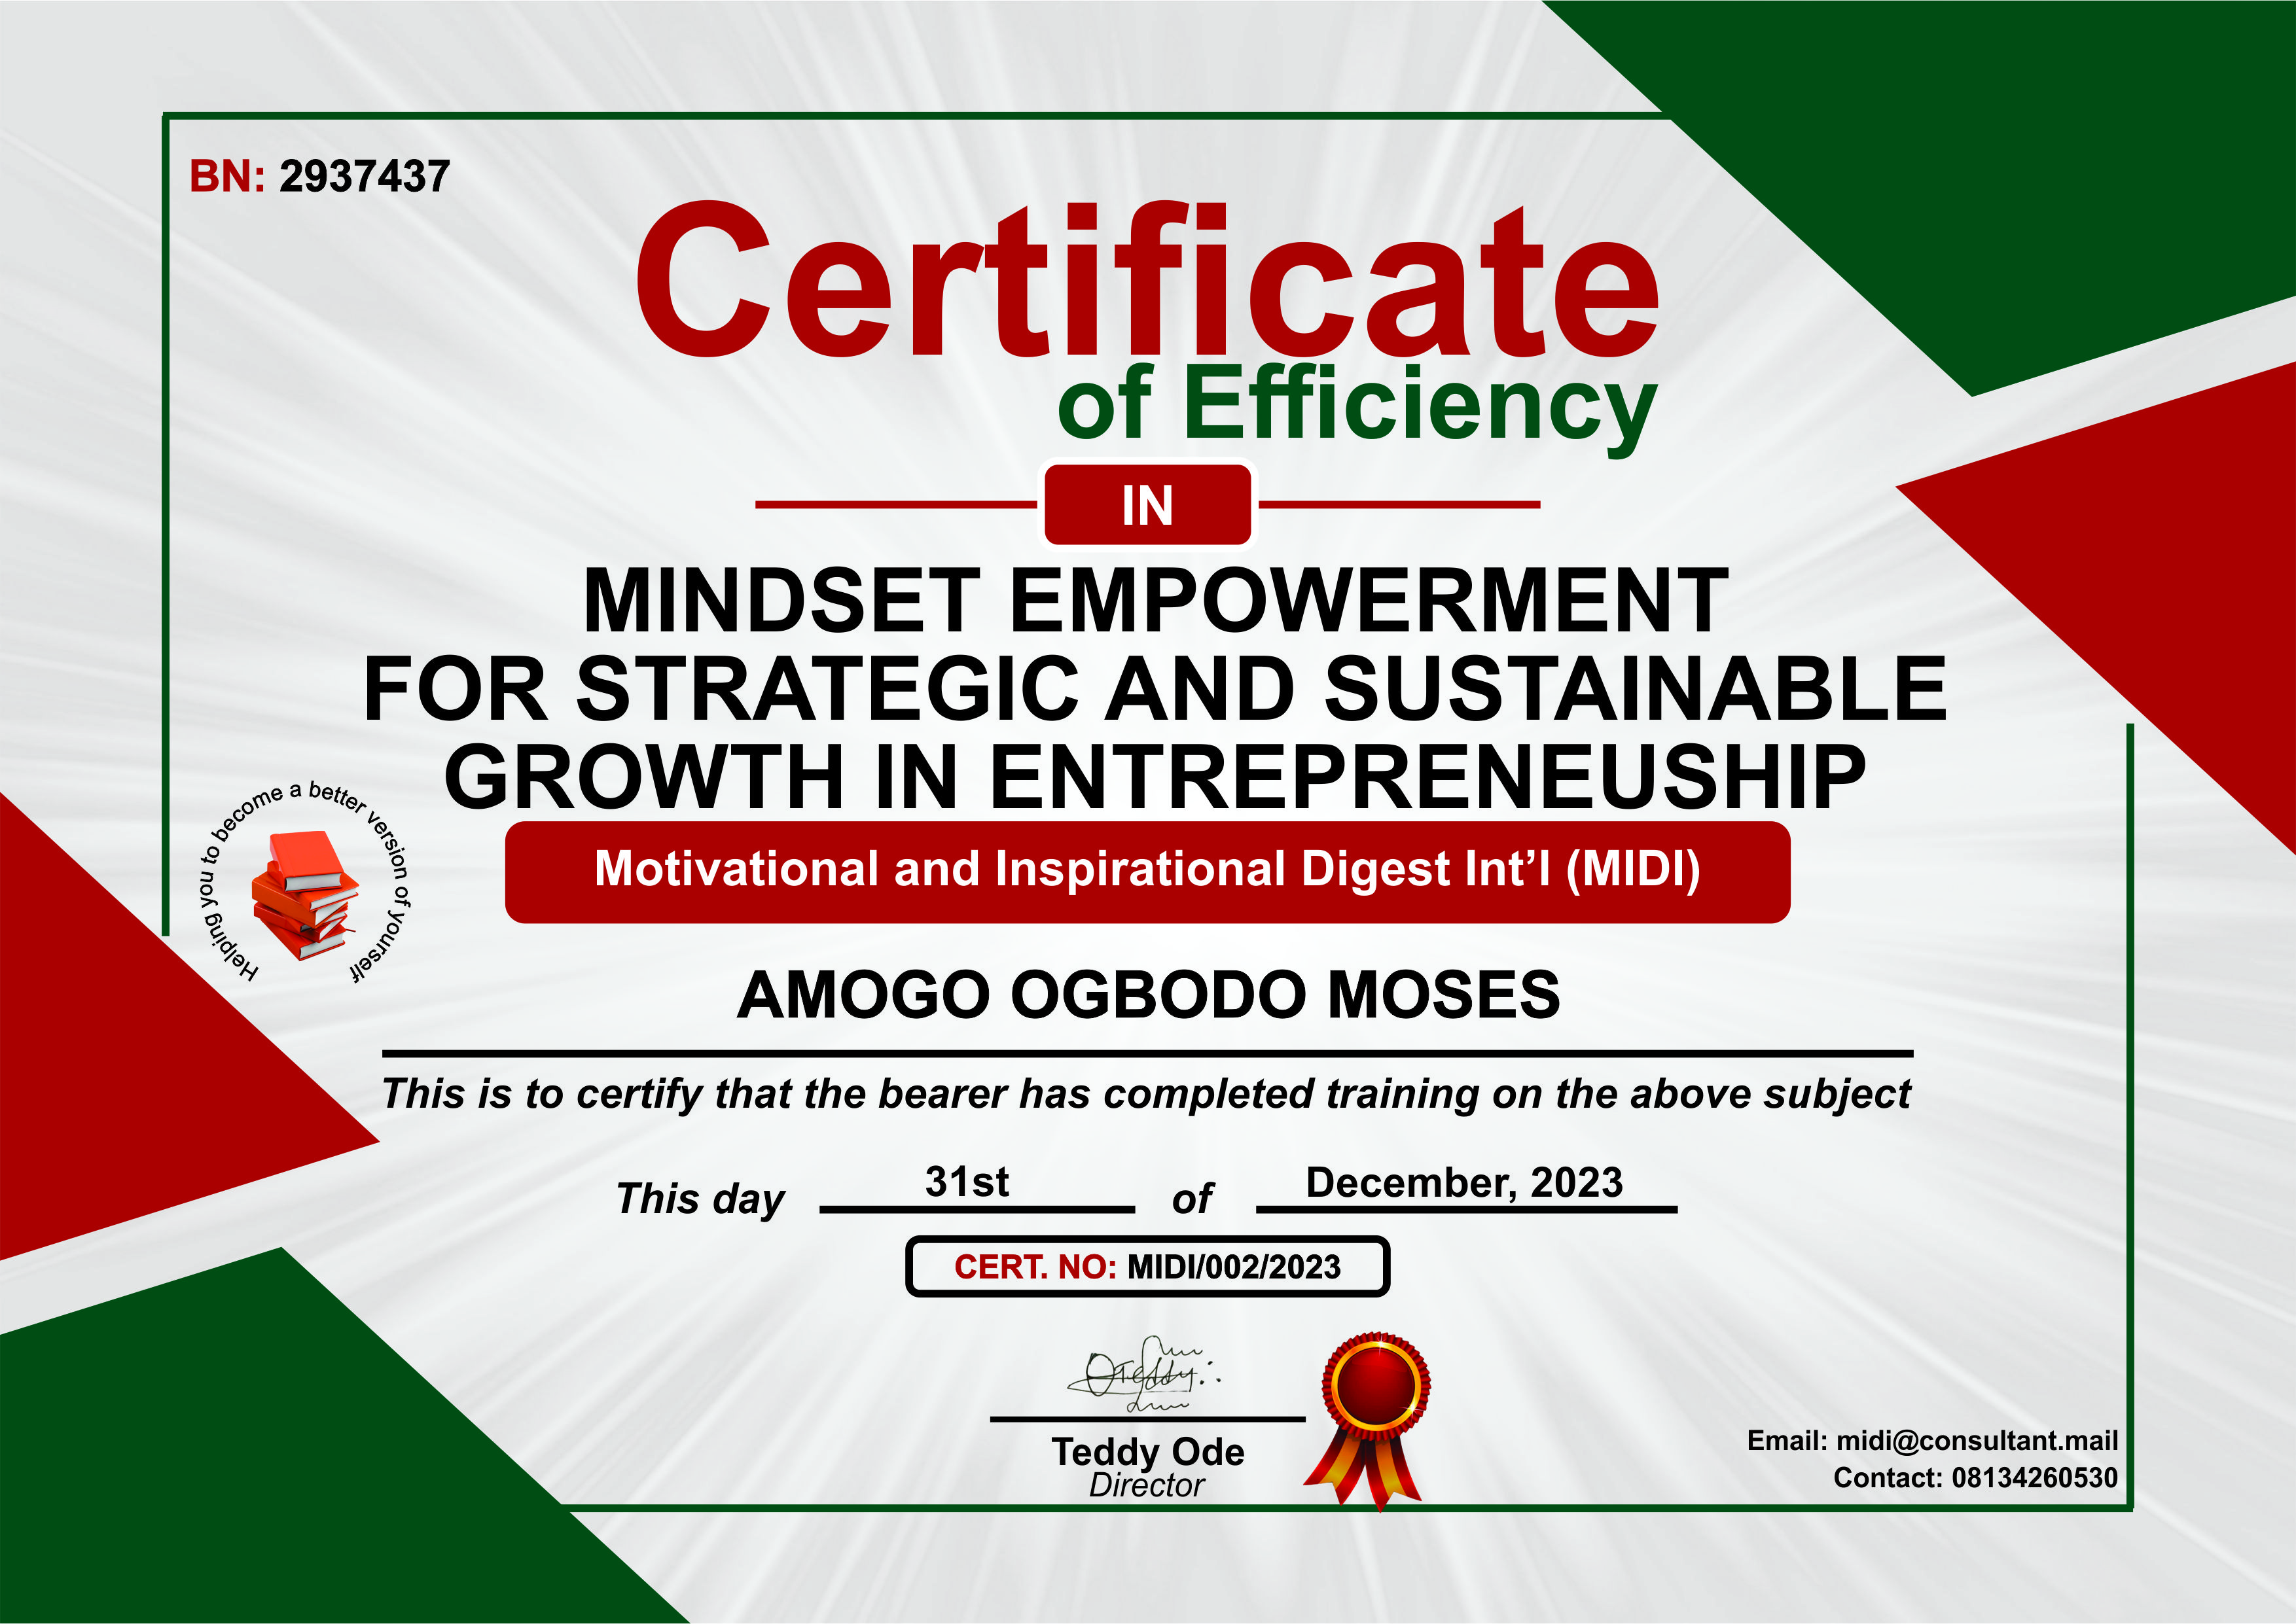 BN: 2937437
Certificate
of Efficiency
IN
MINDSET EMPOWERMENT
FOR STRATEGIC AND SUSTAINABLE
GROWTH IN ENTREPRENEUSHIP
Helping you to become a better version of yourself
Motivational and Inspirational Digest Int’l (MIDI)
AMOGO OGBODO MOSES
This is to certify that the bearer has completed training on the above subject
This day 31st of December, 2023
CERT. NO: MIDI/002/2023
Teddy
Teddy Ode
Director
Email: midi@consultant.mail
Contact: 08134260530